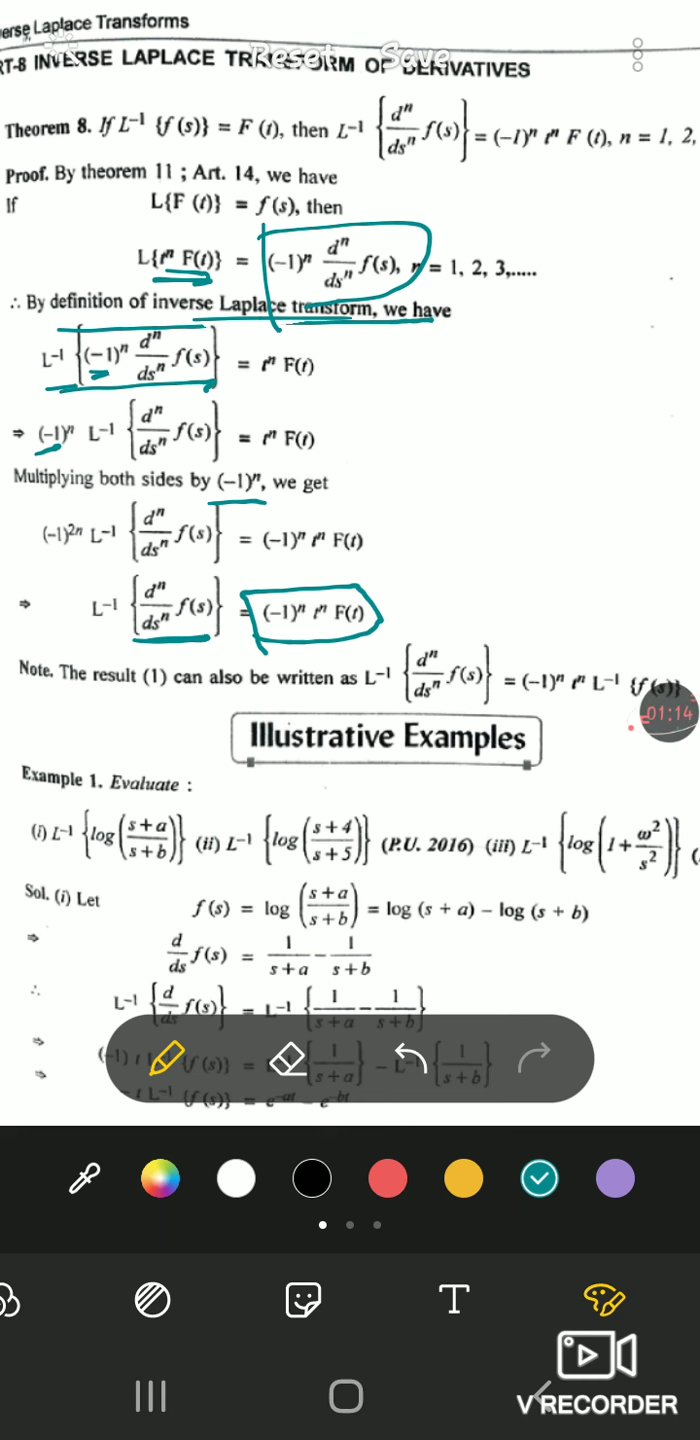 erse Laplace Transforms
Reset Save
RT-8 INVERSE LAPLACE TRANSFORM OF DERIVATIVES
Theorem 8. If L⁻¹ {f (s)} = F (t), then L⁻¹ {dⁿ/dsⁿ f(s)} = (–1)ⁿ tⁿ F (t), n = 1, 2,
Proof. By theorem 11 ; Art. 14, we have
If L{F (t)} = f (s), then
L{tⁿ F(t)} = (–1)ⁿ dⁿ/dsⁿ f(s), n = 1, 2, 3,.....
∴ By definition of inverse Laplace transform, we have
L⁻¹ {(–1)ⁿ dⁿ/dsⁿ f(s)} = tⁿ F(t)
⇒ (–1)ⁿ L⁻¹ {dⁿ/dsⁿ f(s)} = tⁿ F(t)
Multiplying both sides by (–1)ⁿ, we get
(–1)²ⁿ L⁻¹ {dⁿ/dsⁿ f(s)} = (–1)ⁿ tⁿ F(t)
⇒ L⁻¹ {dⁿ/dsⁿ f(s)} = (–1)ⁿ tⁿ F(t)
Note. The result (1) can also be written as L⁻¹ {dⁿ/dsⁿ f(s)} = (–1)ⁿ tⁿ L⁻¹ {f (s)}
01:14
Illustrative Examples
Example 1. Evaluate :
(i) L⁻¹ {log (s + a / s + b)} (ii) L⁻¹ {log (s + 4 / s + 5)} (P.U. 2016) (iii) L⁻¹ {log (1 + ω²/s²)} (
Sol. (i) Let f (s) = log (s + a / s + b) = log (s + a) – log (s + b)
⇒ d/ds f(s) = 1/s + a – 1/s + b
∴ L⁻¹ {d/ds f(s)} = L⁻¹ {1/s + a – 1/s + b}
⇒ (–1) t {f (s)} = {1/s + a} – L⁻¹ {1/s + b}
⇒ – t L⁻¹ {f (s)} = e⁻ᵃᵗ – e⁻ᵇᵗ
T
V RECORDER